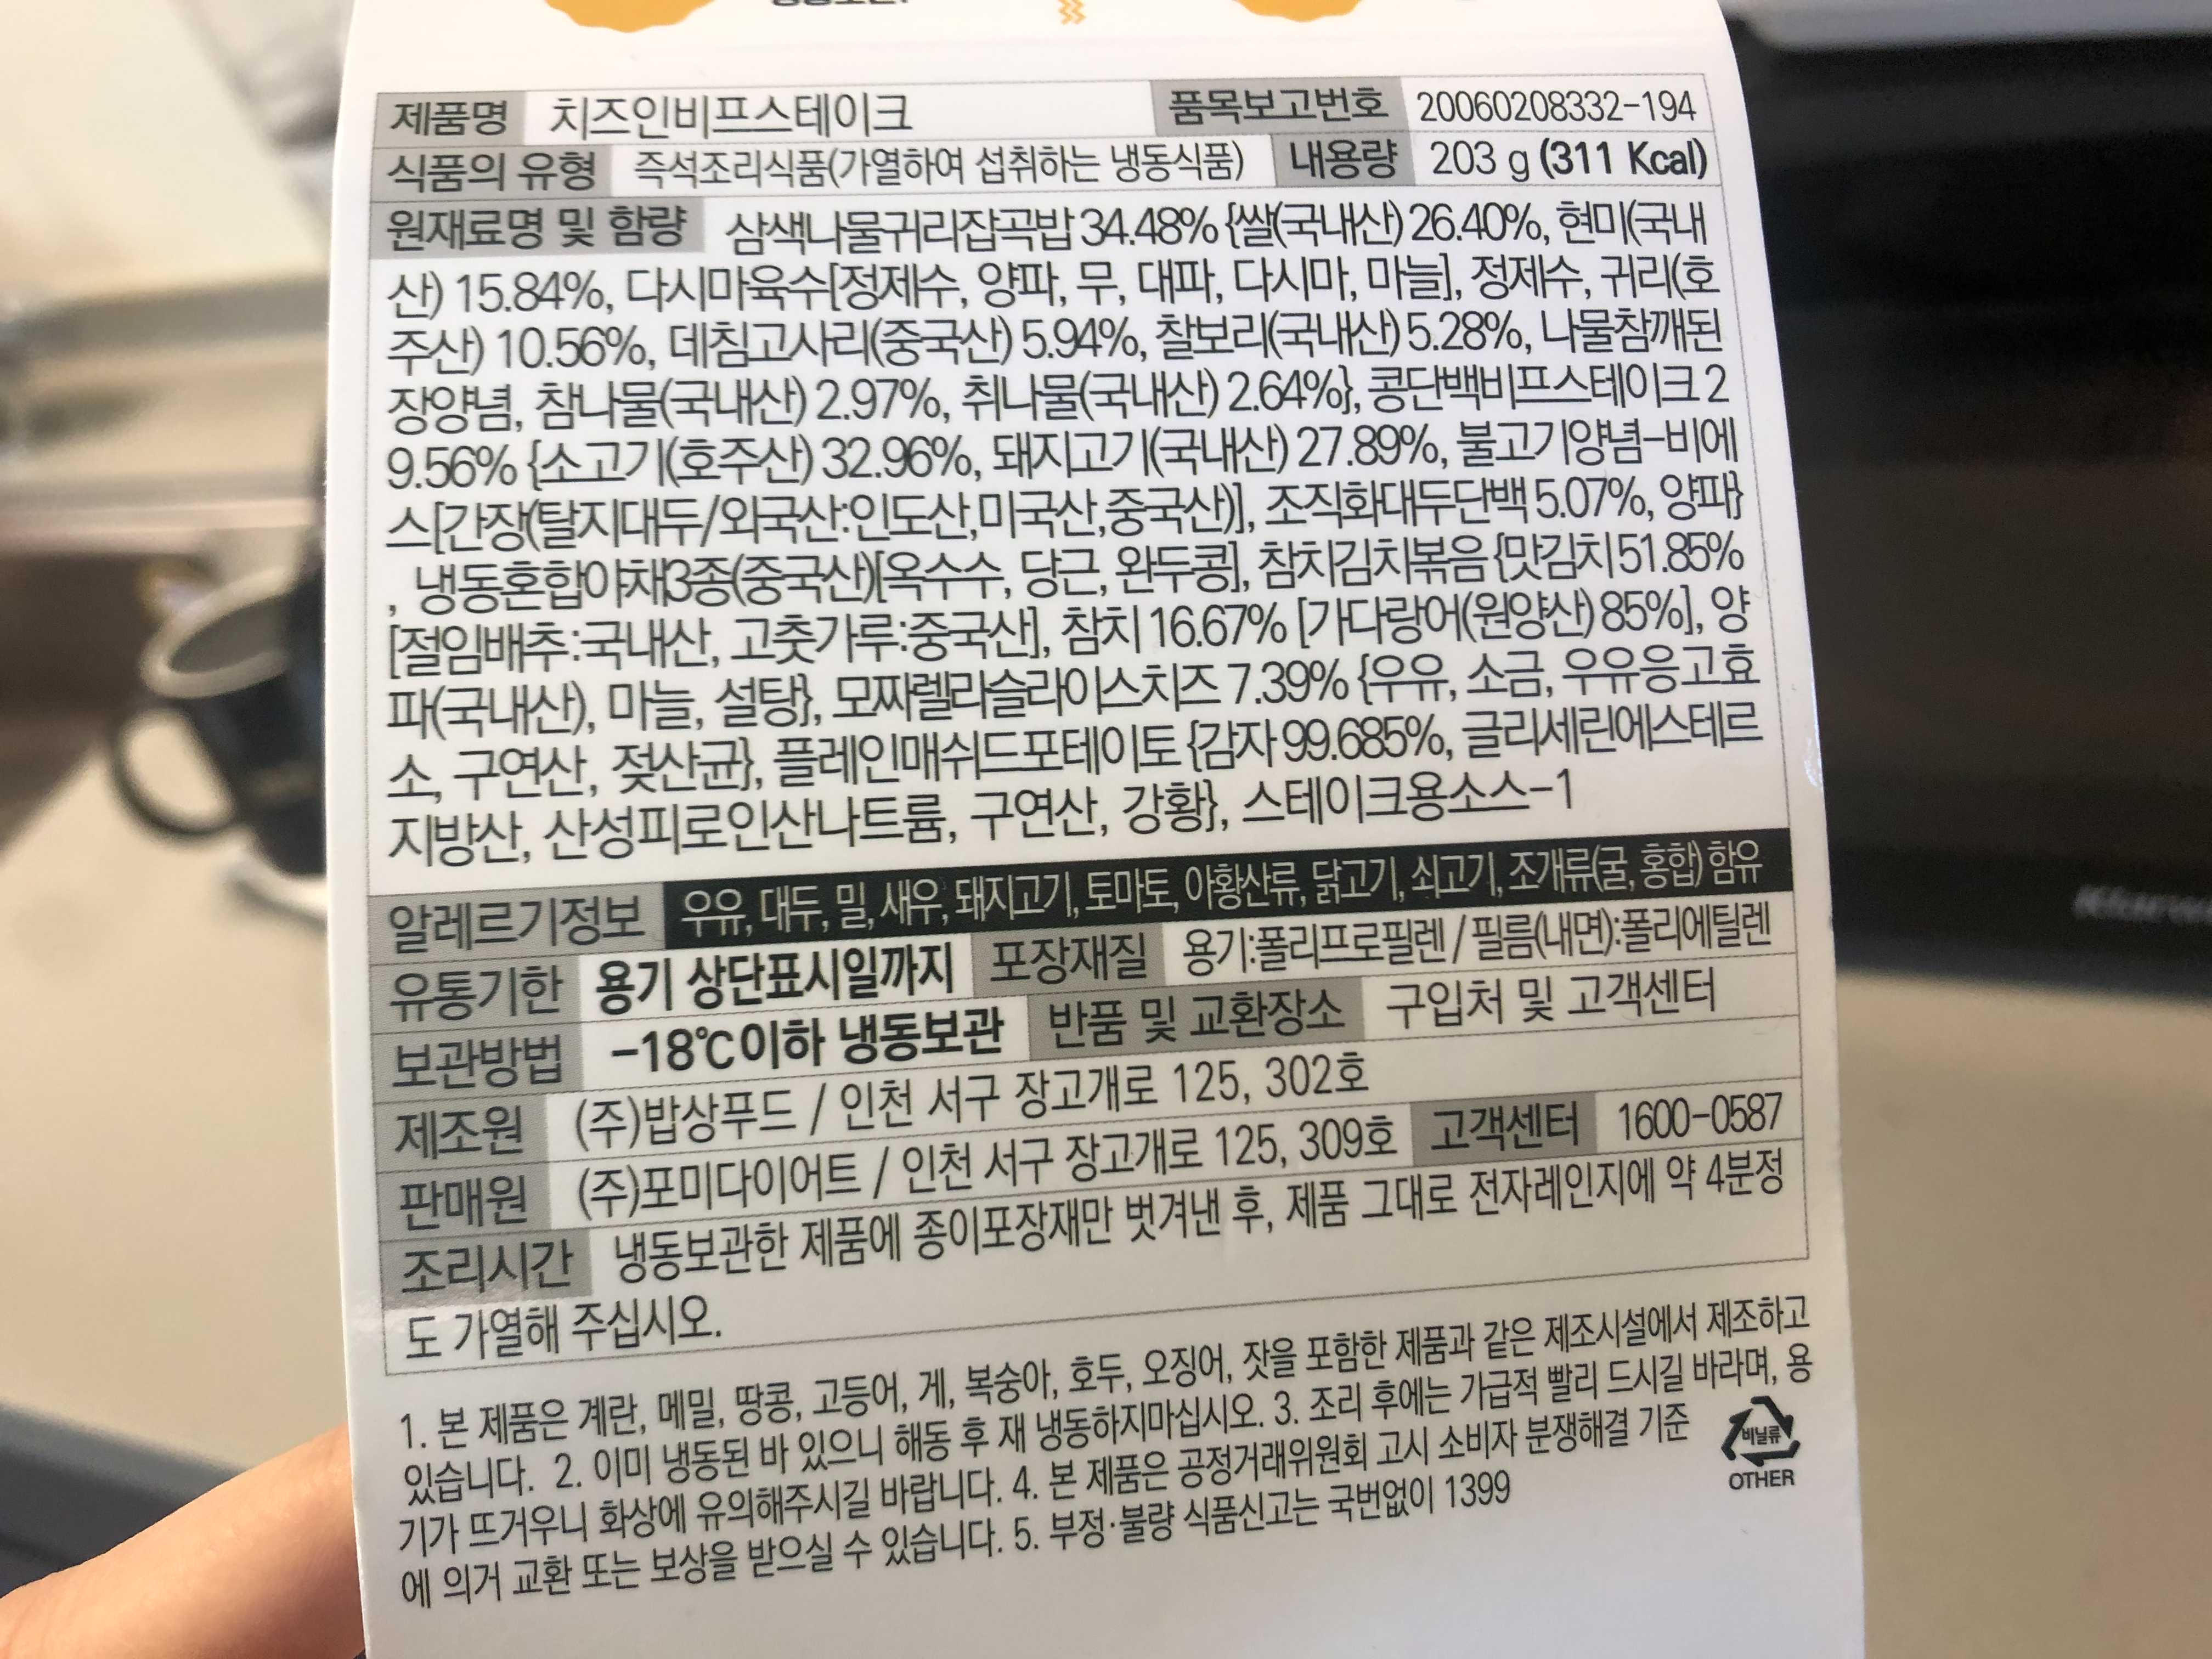 제품명 치즈인비프스테이크 품목보고번호 20060208332-194
식품의 유형 즉석조리식품(가열하여 섭취하는 냉동식품) 내용량 203 g (311 Kcal)
원재료명 및 함량 삼색나물귀리잡곡밥 34.48% {쌀(국내산) 26.40%, 현미(국내
산) 15.84%, 다시마육수[정제수, 양파, 무, 대파, 다시마, 마늘], 정제수, 귀리(호
주산) 10.56%, 데침고사리(중국산) 5.94%, 찰보리(국내산) 5.28%, 나물참깨된
장양념, 참나물(국내산) 2.97%, 취나물(국내산) 2.64%}, 콩단백비프스테이크 2
9.56% {소고기(호주산) 32.96%, 돼지고기(국내산) 27.89%, 불고기양념-비에
스[간장(탈지대두/외국산:인도산,미국산,중국산)], 조직화대두단백 5.07%, 양파}
, 냉동혼합야채3종(중국산)[옥수수, 당근, 완두콩], 참치김치볶음 {맛김치 51.85%
[절임배추:국내산, 고춧가루:중국산], 참치 16.67% [가다랑어(원양산) 85%], 양
파(국내산), 마늘, 설탕}, 모짜렐라슬라이스치즈 7.39% {우유, 소금, 우유응고효
소, 구연산, 젖산균}, 플레인매쉬드포테이토 {감자 99.685%, 글리세린에스테르
지방산, 산성피로인산나트륨, 구연산, 강황}, 스테이크용소스-1
알레르기정보 우유, 대두, 밀, 새우, 돼지고기, 토마토, 아황산류, 닭고기, 쇠고기, 조개류(굴, 홍합) 함유
유통기한 용기 상단표시일까지 포장재질 용기:폴리프로필렌 / 필름(내면):폴리에틸렌
보관방법 -18℃이하 냉동보관 반품 및 교환장소 구입처 및 고객센터
제조원 (주)밥상푸드 / 인천 서구 장고개로 125, 302호
판매원 (주)포미다이어트 / 인천 서구 장고개로 125, 309호 고객센터 1600-0587
조리시간 냉동보관한 제품에 종이포장재만 벗겨낸 후, 제품 그대로 전자레인지에 약 4분정
도 가열해 주십시오.
1. 본 제품은 계란, 메밀, 땅콩, 고등어, 게, 복숭아, 호두, 오징어, 잣을 포함한 제품과 같은 제조시설에서 제조하고
있습니다. 2. 이미 냉동된 바 있으니 해동 후 재 냉동하지마십시오. 3. 조리 후에는 가급적 빨리 드시길 바라며, 용
기가 뜨거우니 화상에 유의해주시길 바랍니다. 4. 본 제품은 공정거래위원회 고시 소비자 분쟁해결 기준
에 의거 교환 또는 보상을 받으실 수 있습니다. 5. 부정·불량 식품신고는 국번없이 1399
비닐류
OTHER